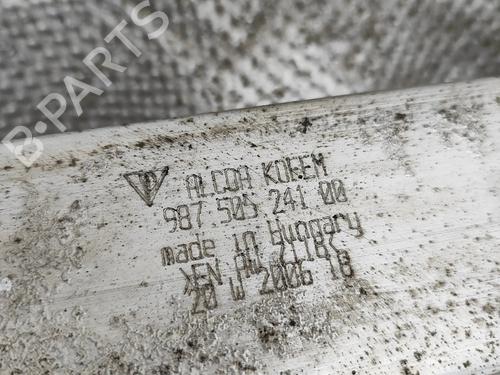 B-PARTS
ALCOA KOFEM
987 505 241 00
made in Hungary
20 W 2006 18